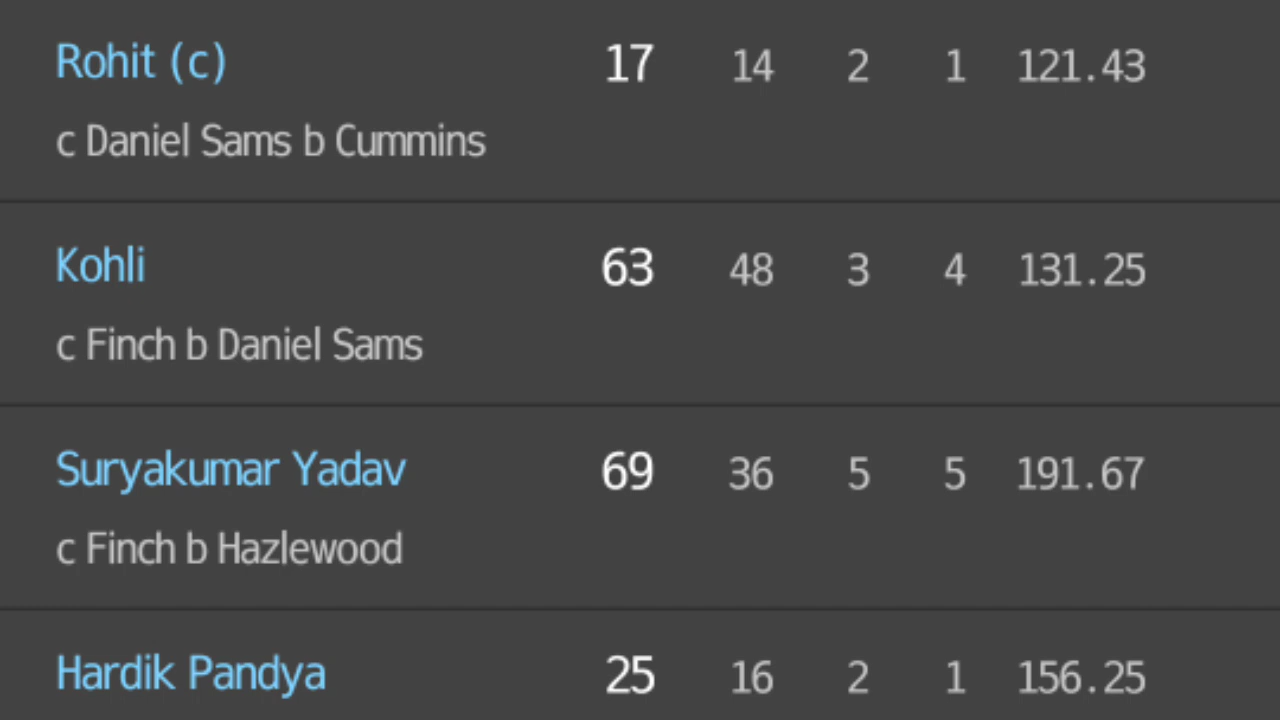 Rohit (c) 17 14 2 1 121.43
c Daniel Sams b Cummins
Kohli 63 48 3 4 131.25
c Finch b Daniel Sams
Suryakumar Yadav 69 36 5 5 191.67
c Finch b Hazlewood
Hardik Pandya 25 16 2 1 156.25